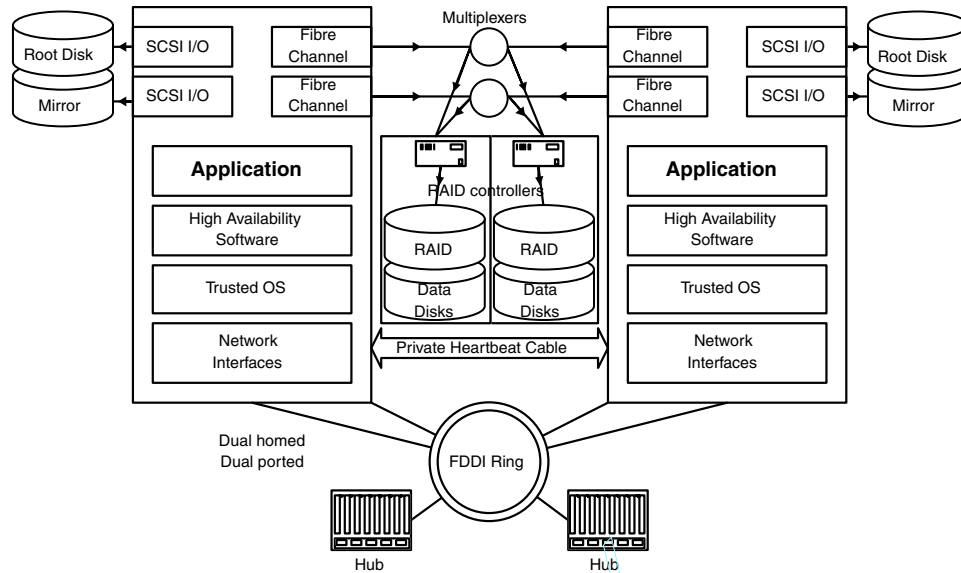 Multiplexers
Root Disk
Mirror
SCSI I/O
SCSI I/O
Fibre
Channel
Fibre
Channel
Fibre
Channel
Fibre
Channel
SCSI I/O
SCSI I/O
Root Disk
Mirror
Application
High Availability
Software
Trusted OS
Network
Interfaces
RAID controllers
RAID
Data
Disks
RAID
Data
Disks
Private Heartbeat Cable
Application
High Availability
Software
Trusted OS
Network
Interfaces
Dual homed
Dual ported
FDDI Ring
Hub
Hub